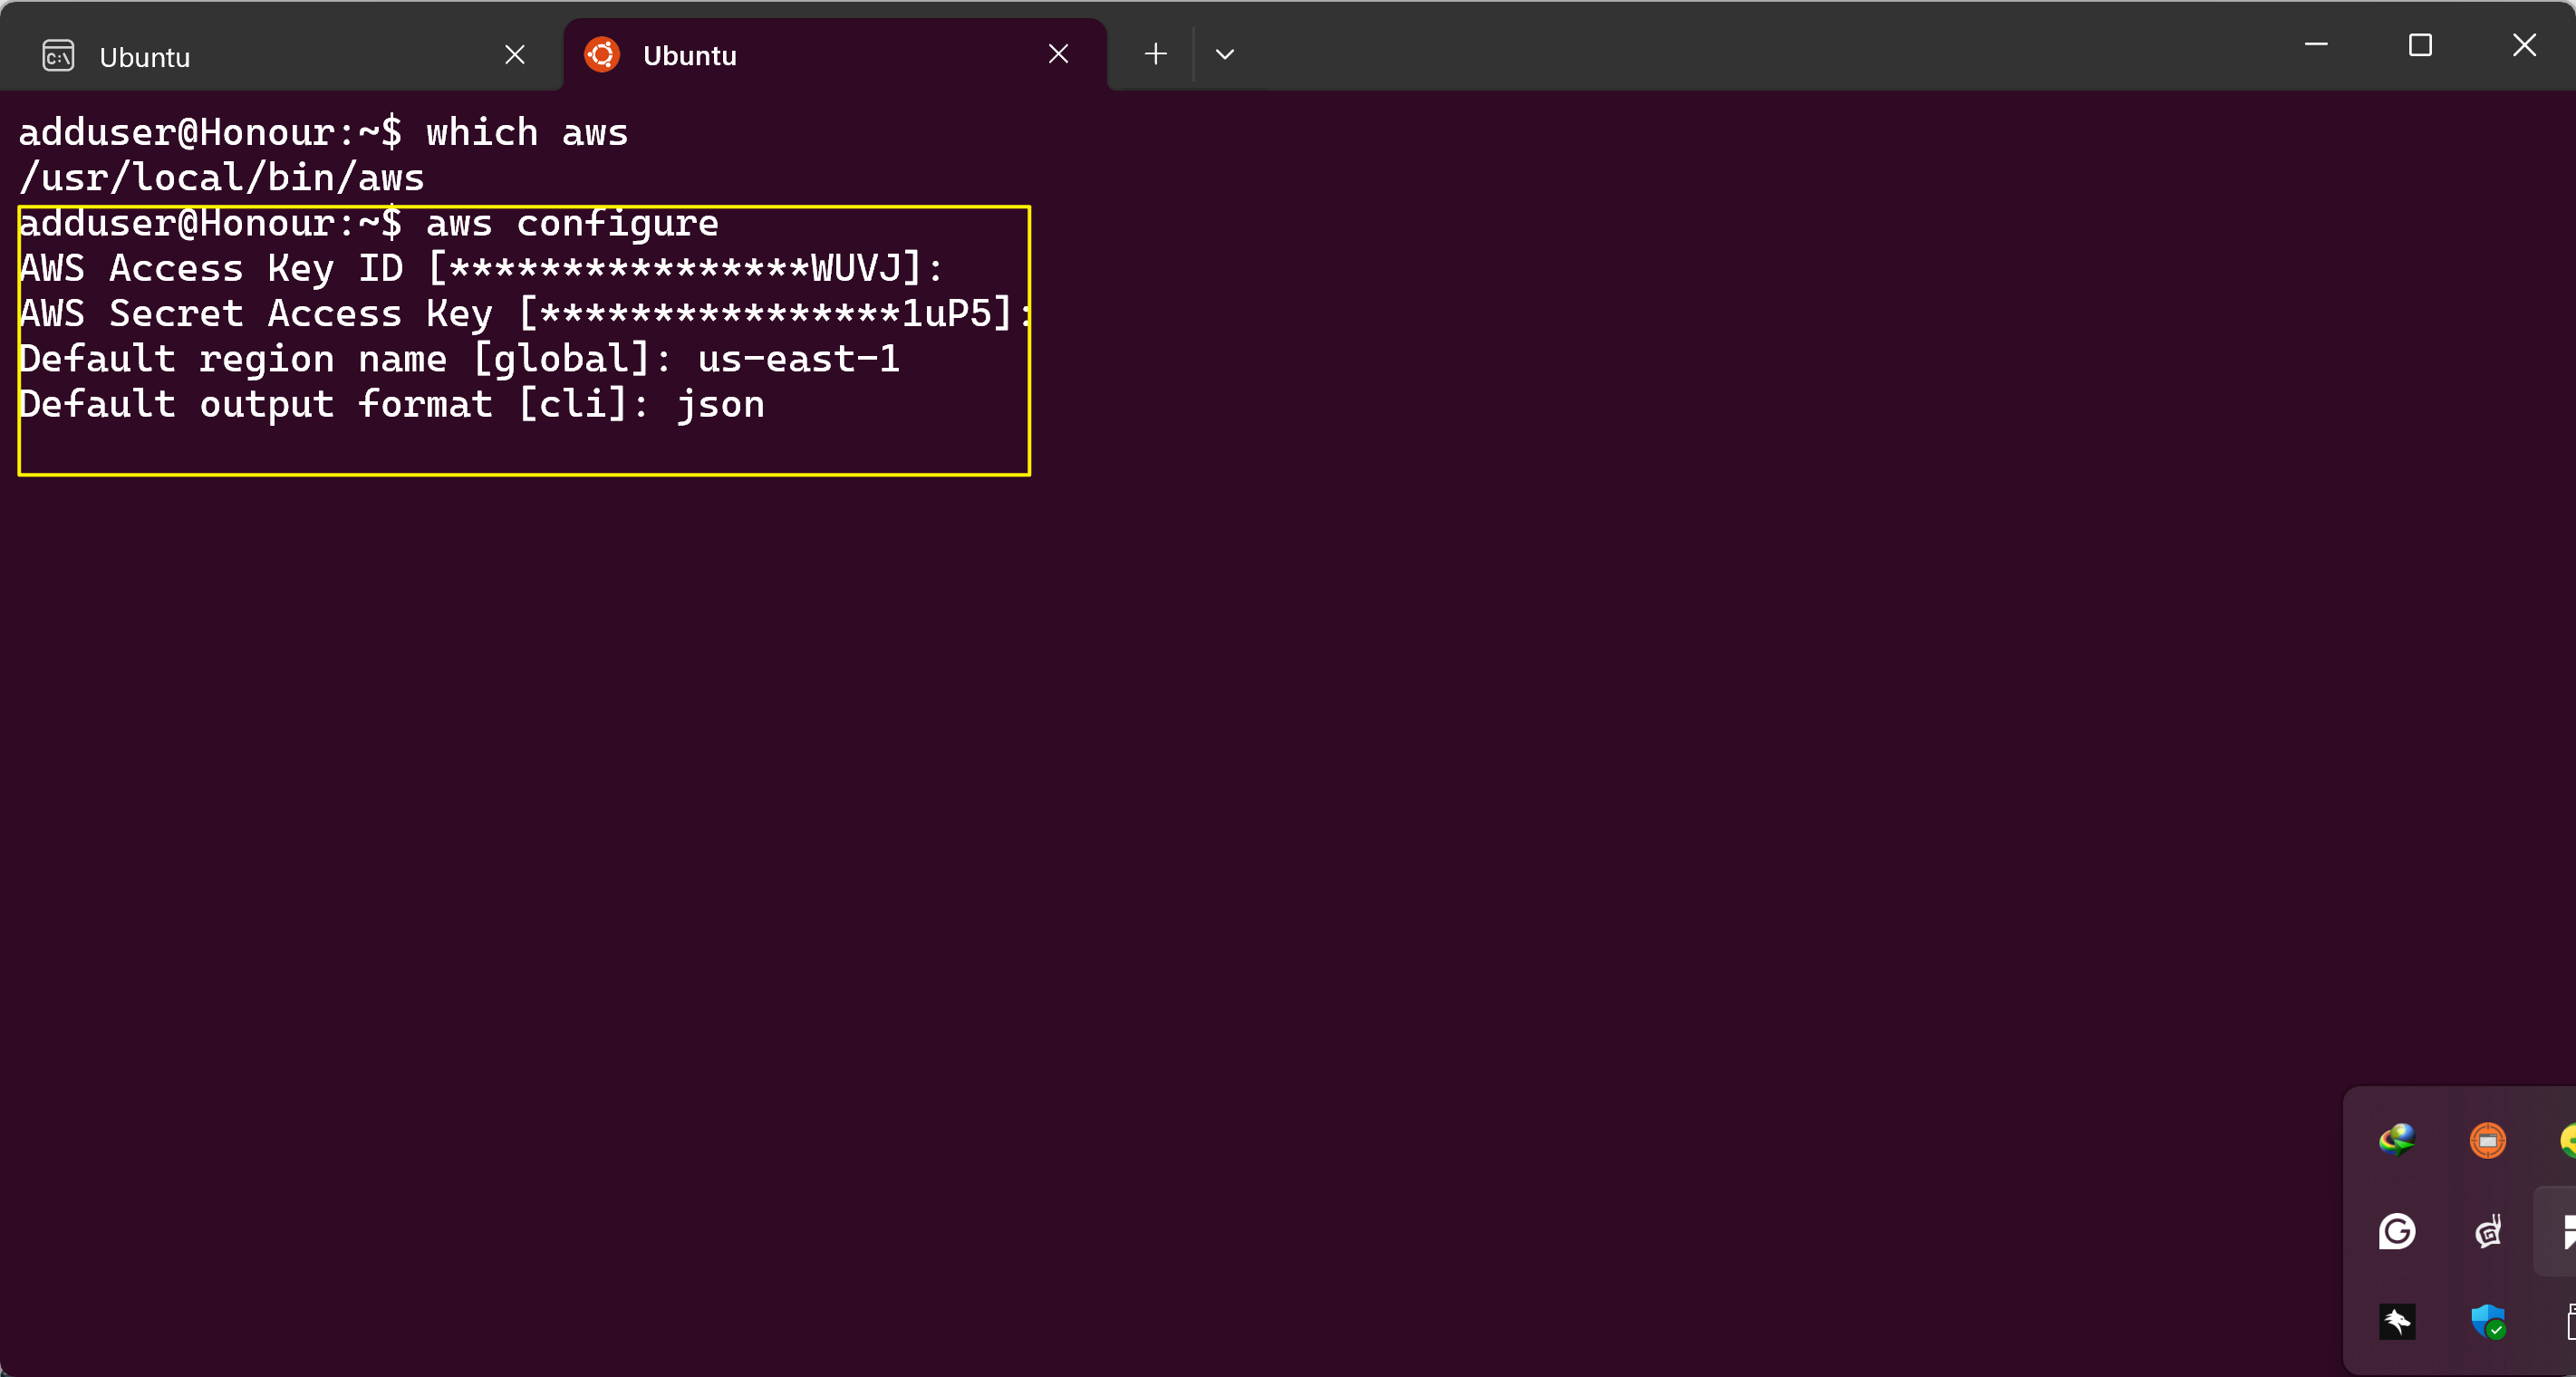 Ubuntu
Ubuntu
adduser@Honour:~$ which aws
/usr/local/bin/aws
adduser@Honour:~$ aws configure
AWS Access Key ID [****************WUVJ]:
AWS Secret Access Key [****************1uP5]:
Default region name [global]: us-east-1
Default output format [cli]: json